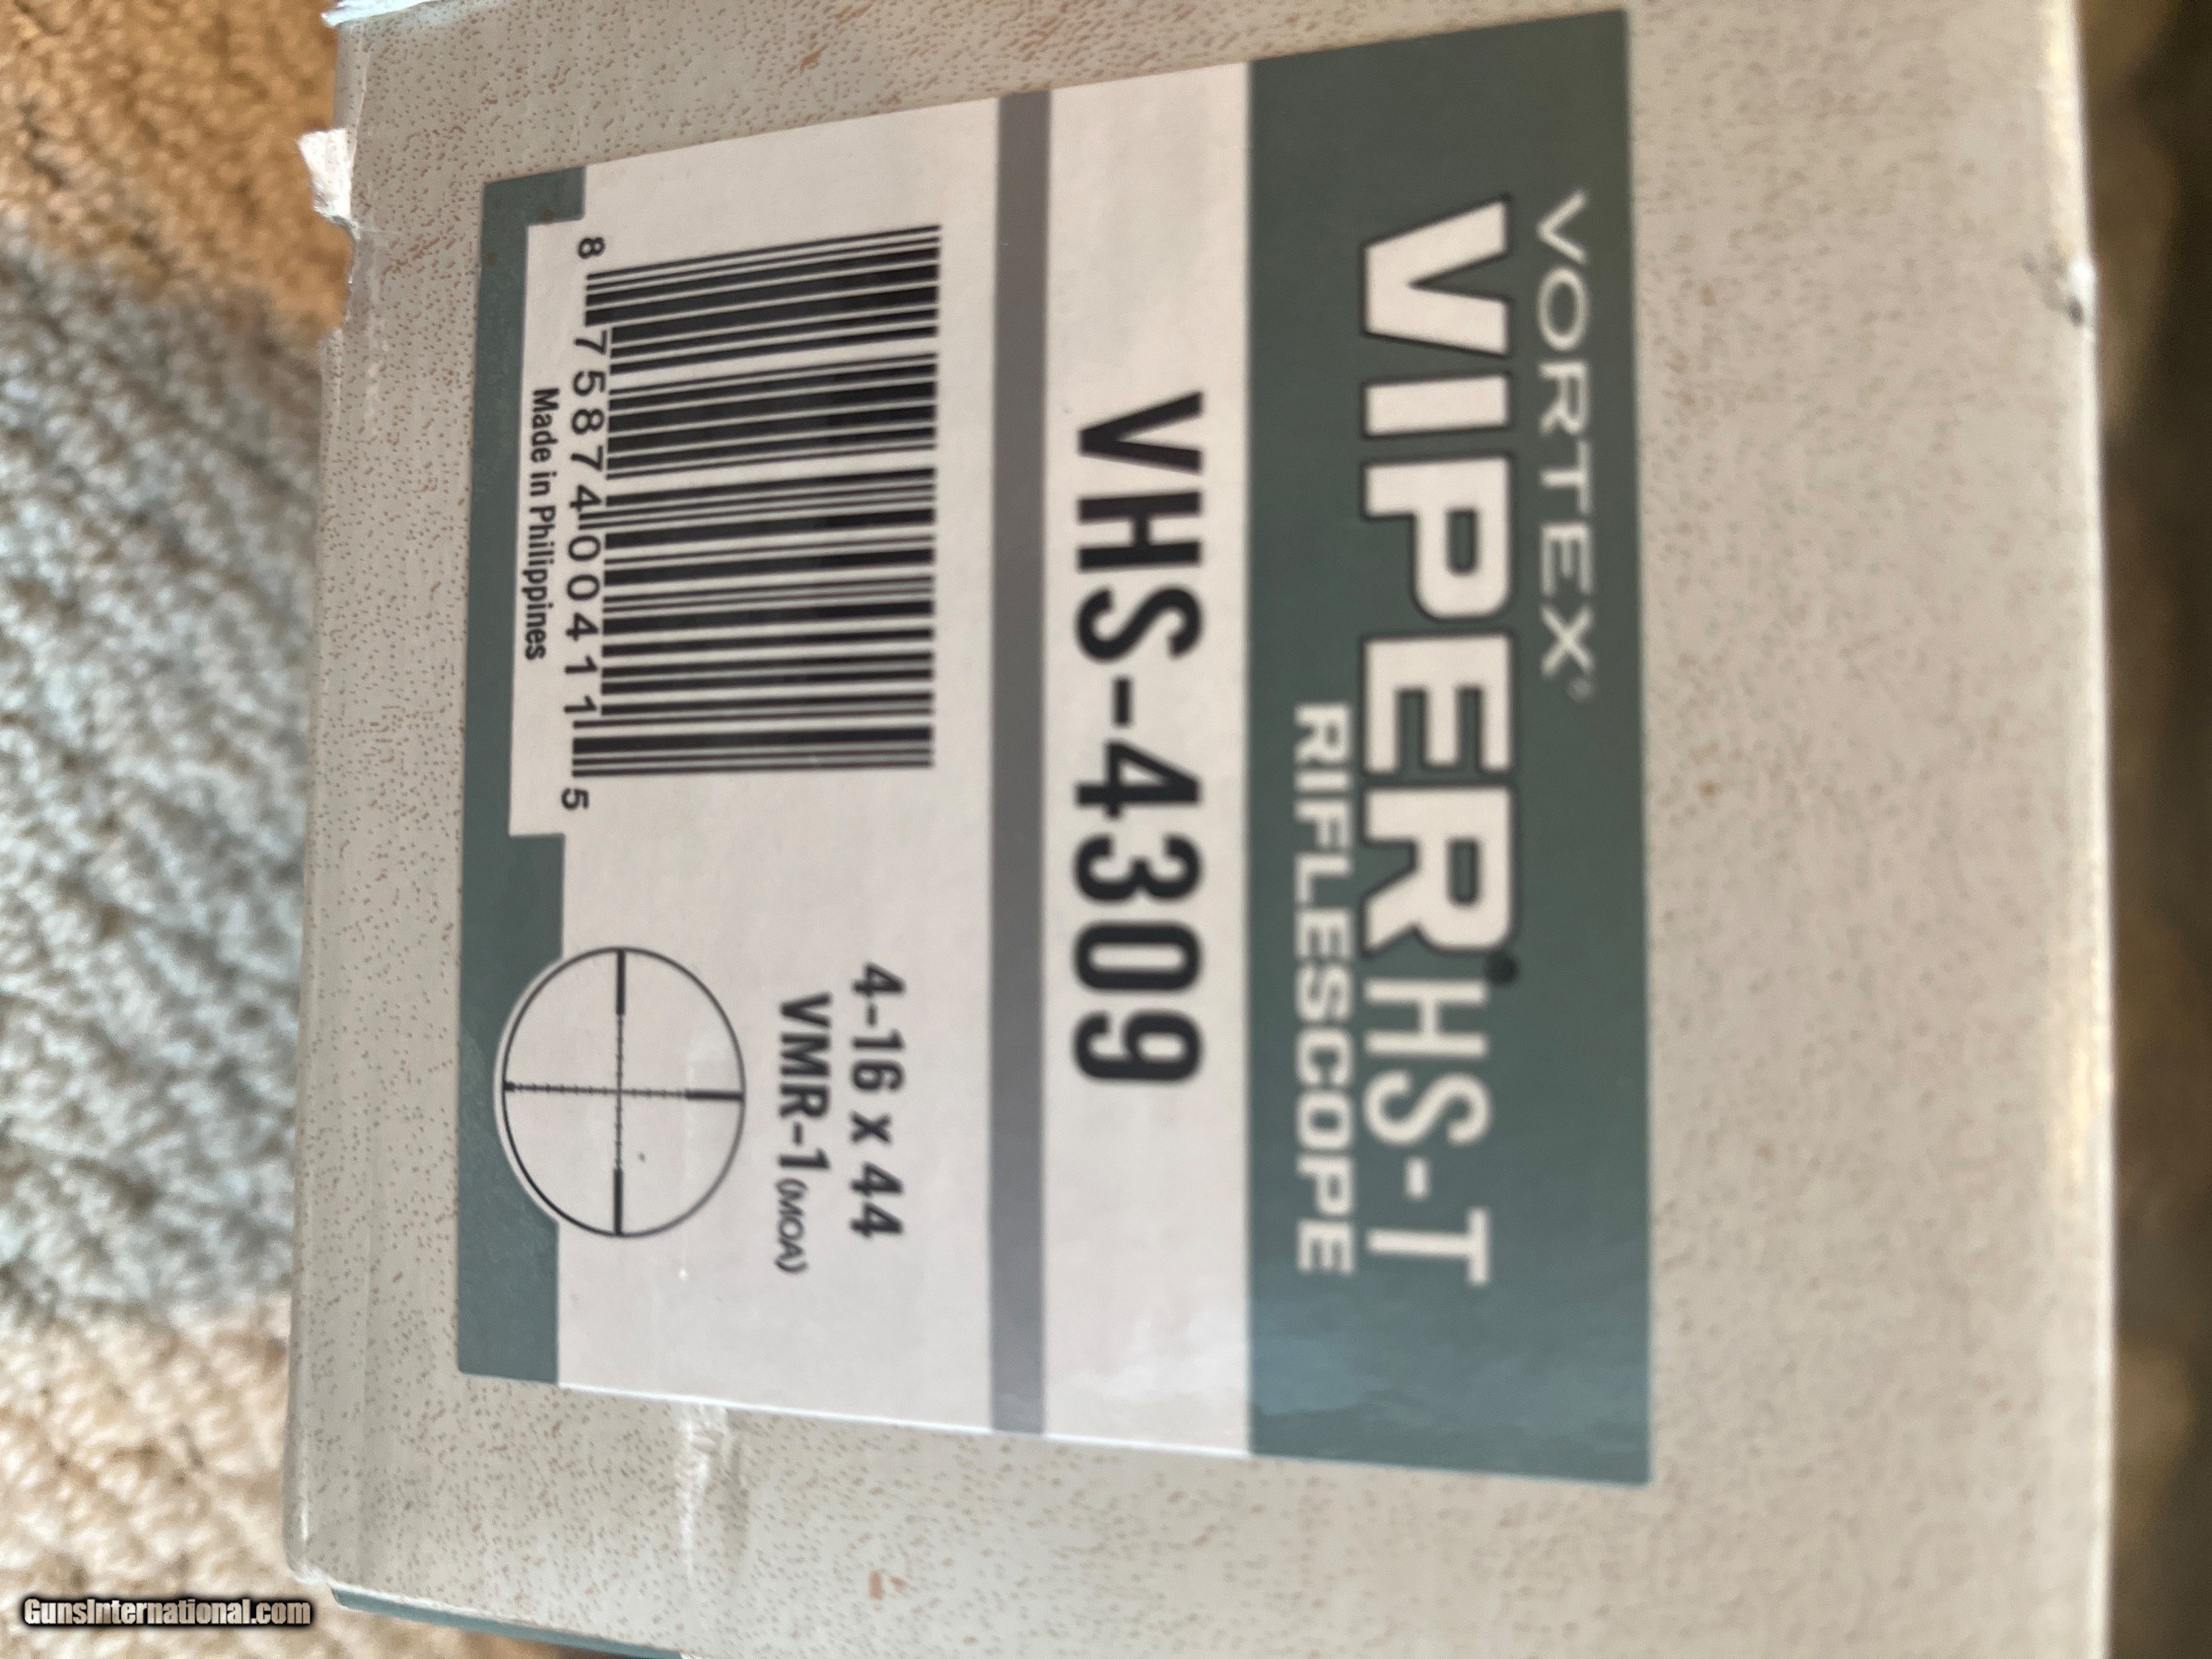 VORTEX®
VIPER® HS-T
RIFLESCOPE
VHS-4309
4-16 x 44
VMR-1 (MOA)
8 75874 00411 5
Made in Philippines
GunsInternational.com